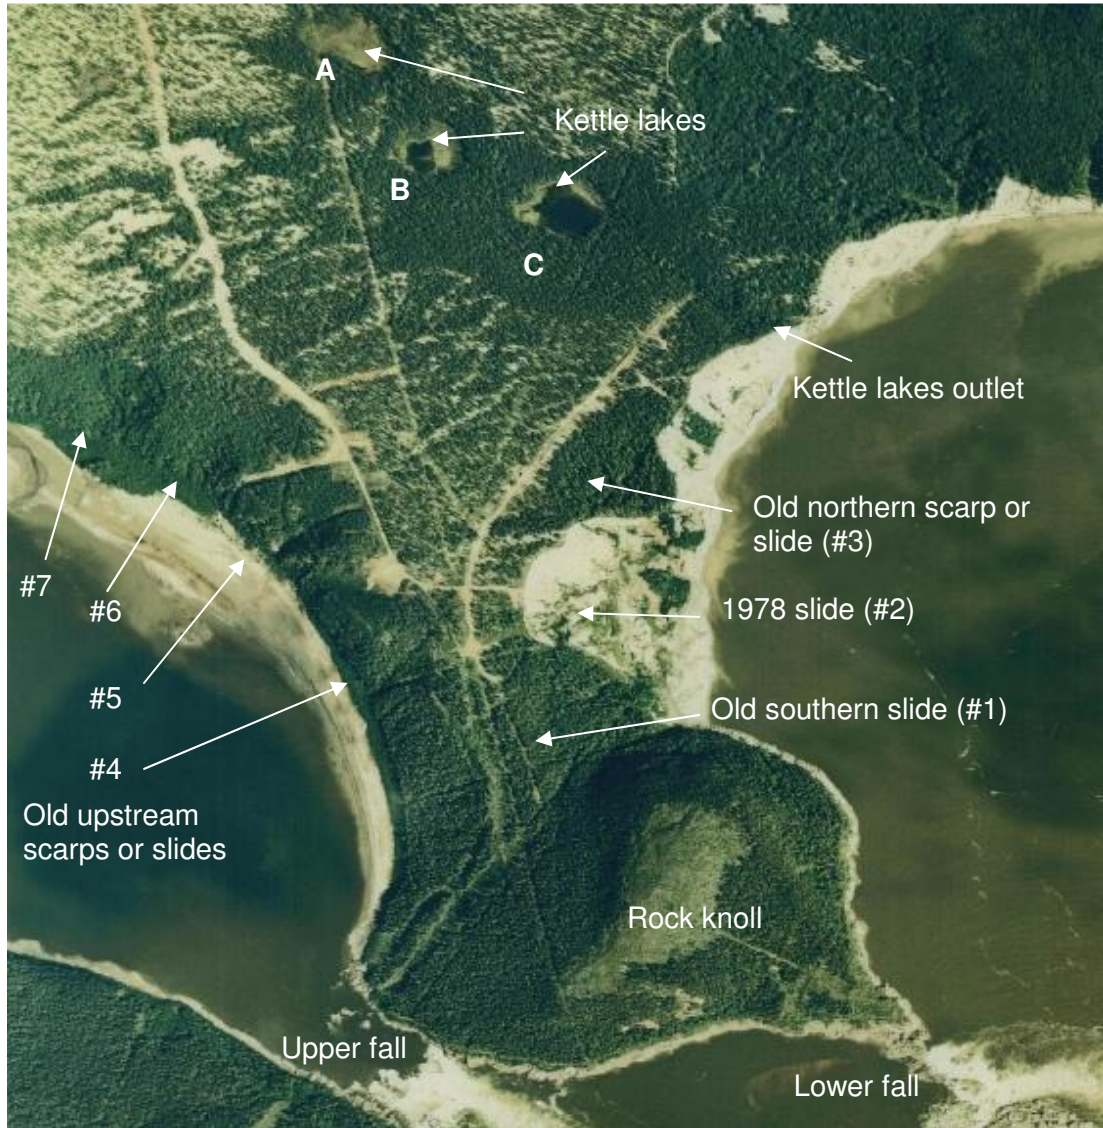 A
Kettle lakes
B
C
Kettle lakes outlet
Old northern scarp or
slide (#3)
#7
#6
1978 slide (#2)
#5
Old southern slide (#1)
#4
Old upstream
scarps or slides
Rock knoll
Upper fall
Lower fall